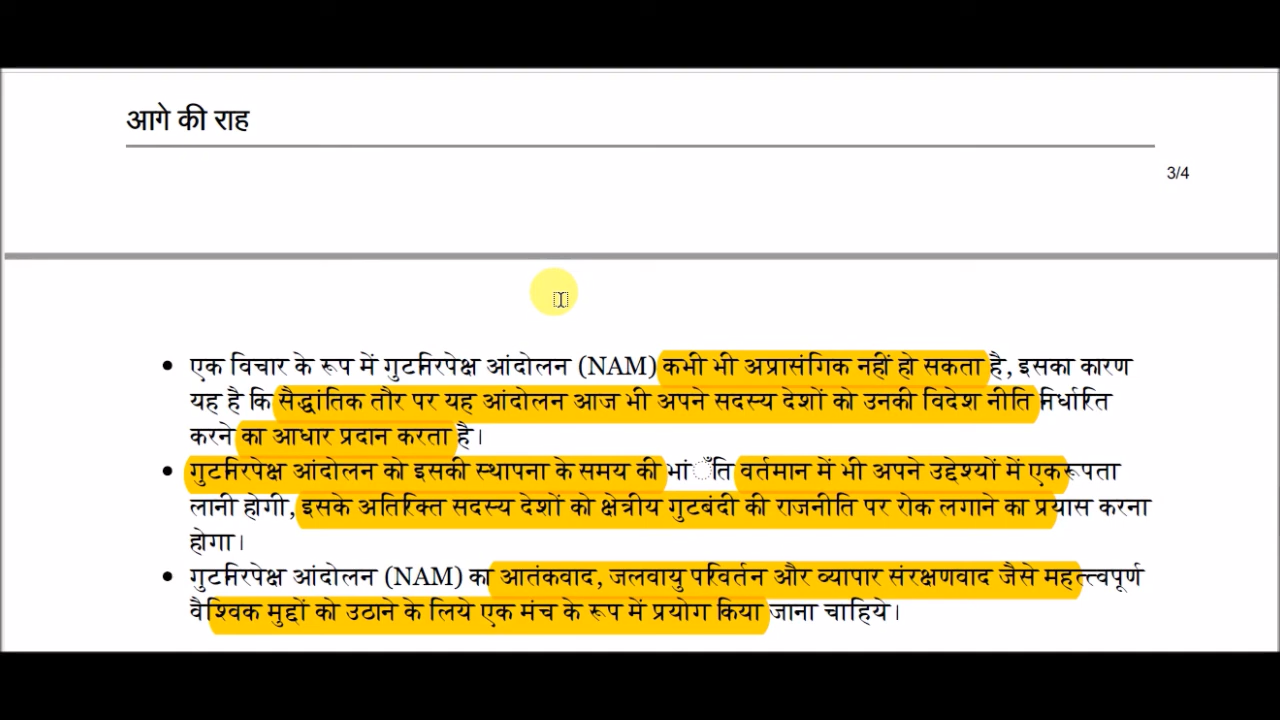 आगे की राह
3/4
एक विचार के रूप में गुटनिरपेक्ष आंदोलन (NAM) कभी भी अप्रासंगिक नहीं हो सकता है, इसका कारण
यह है कि सैद्धांतिक तौर पर यह आंदोलन आज भी अपने सदस्य देशों को उनकी विदेश नीति निर्धारित
करने का आधार प्रदान करता है।
गुटनिरपेक्ष आंदोलन को इसकी स्थापना के समय की भांँति वर्तमान में भी अपने उद्देश्यों में एकरूपता
लानी होगी, इसके अतिरिक्त सदस्य देशों को क्षेत्रीय गुटबंदी की राजनीति पर रोक लगाने का प्रयास करना
होगा।
गुटनिरपेक्ष आंदोलन (NAM) का आतंकवाद, जलवायु परिवर्तन और व्यापार संरक्षणवाद जैसे महत्त्वपूर्ण
वैश्विक मुद्दों को उठाने के लिये एक मंच के रूप में प्रयोग किया जाना चाहिये।